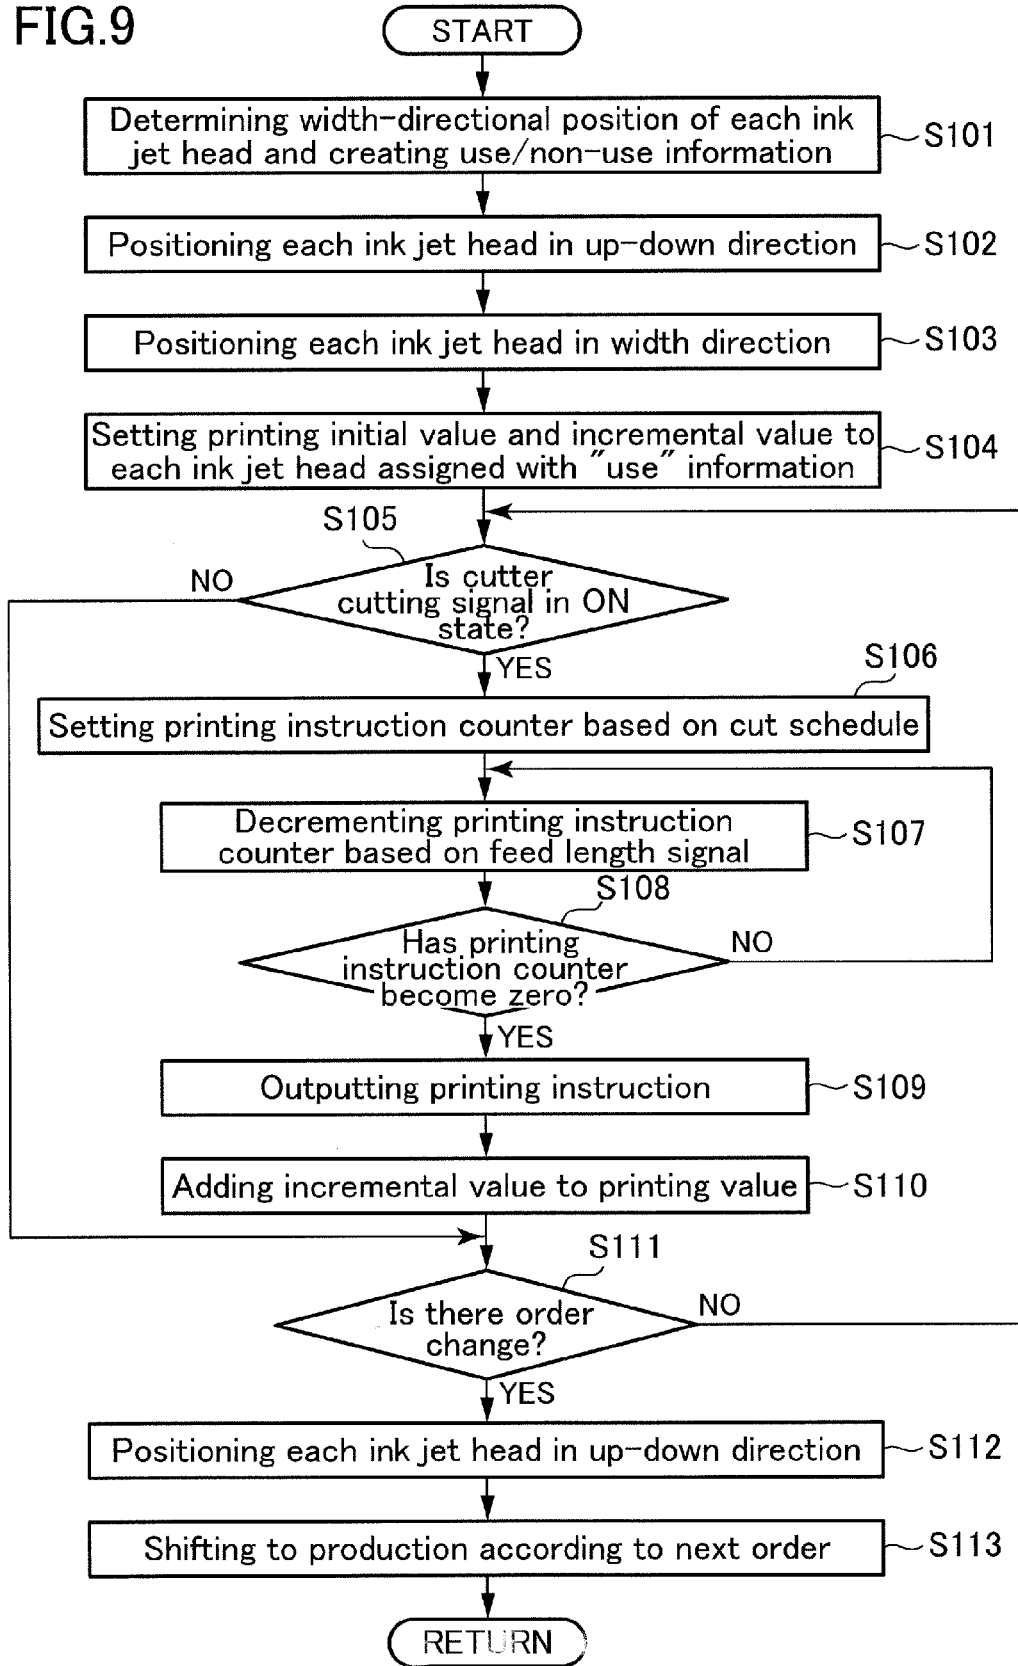 FIG.9
START
Determining width-directional position of each ink
jet head and creating use/non-use information
S101
Positioning each ink jet head in up-down direction
S102
Positioning each ink jet head in width direction
S103
Setting printing initial value and incremental value to
each ink jet head assigned with "use" information
S104
S105
Is cutter
cutting signal in ON
state?
NO
YES
S106
Setting printing instruction counter based on cut schedule
Decrementing printing instruction
counter based on feed length signal
S107
S108
Has printing
instruction counter
become zero?
NO
YES
Outputting printing instruction
S109
Adding incremental value to printing value
S110
S111
Is there order
change?
NO
YES
Positioning each ink jet head in up-down direction
S112
Shifting to production according to next order
S113
RETURN